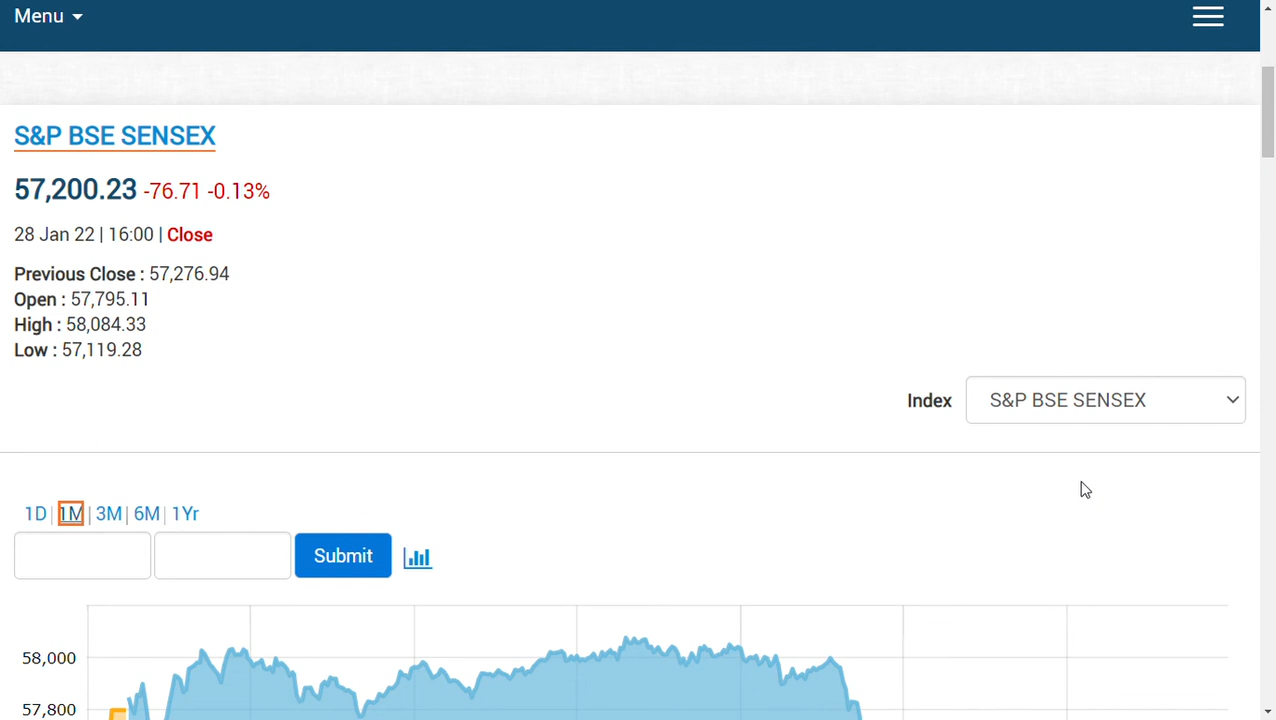 Menu
S&P BSE SENSEX
57,200.23 -76.71 -0.13%
28 Jan 22 | 16:00 | Close
Previous Close : 57,276.94
Open : 57,795.11
High : 58,084.33
Low : 57,119.28
Index S&P BSE SENSEX
1D | 1M | 3M | 6M | 1Yr
Submit
58,000
57,800